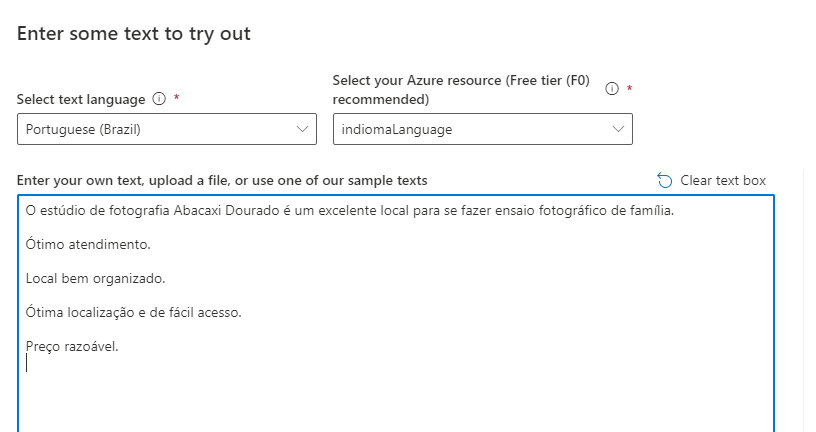 Enter some text to try out
Select text language *
Select your Azure resource (Free tier (F0)
recommended) *
Portuguese (Brazil)
indiomaLanguage
Enter your own text, upload a file, or use one of our sample texts
Clear text box
O estúdio de fotografia Abacaxi Dourado é um excelente local para se fazer ensaio fotográfico de família.
Ótimo atendimento.
Local bem organizado.
Ótima localização e de fácil acesso.
Preço razoável.